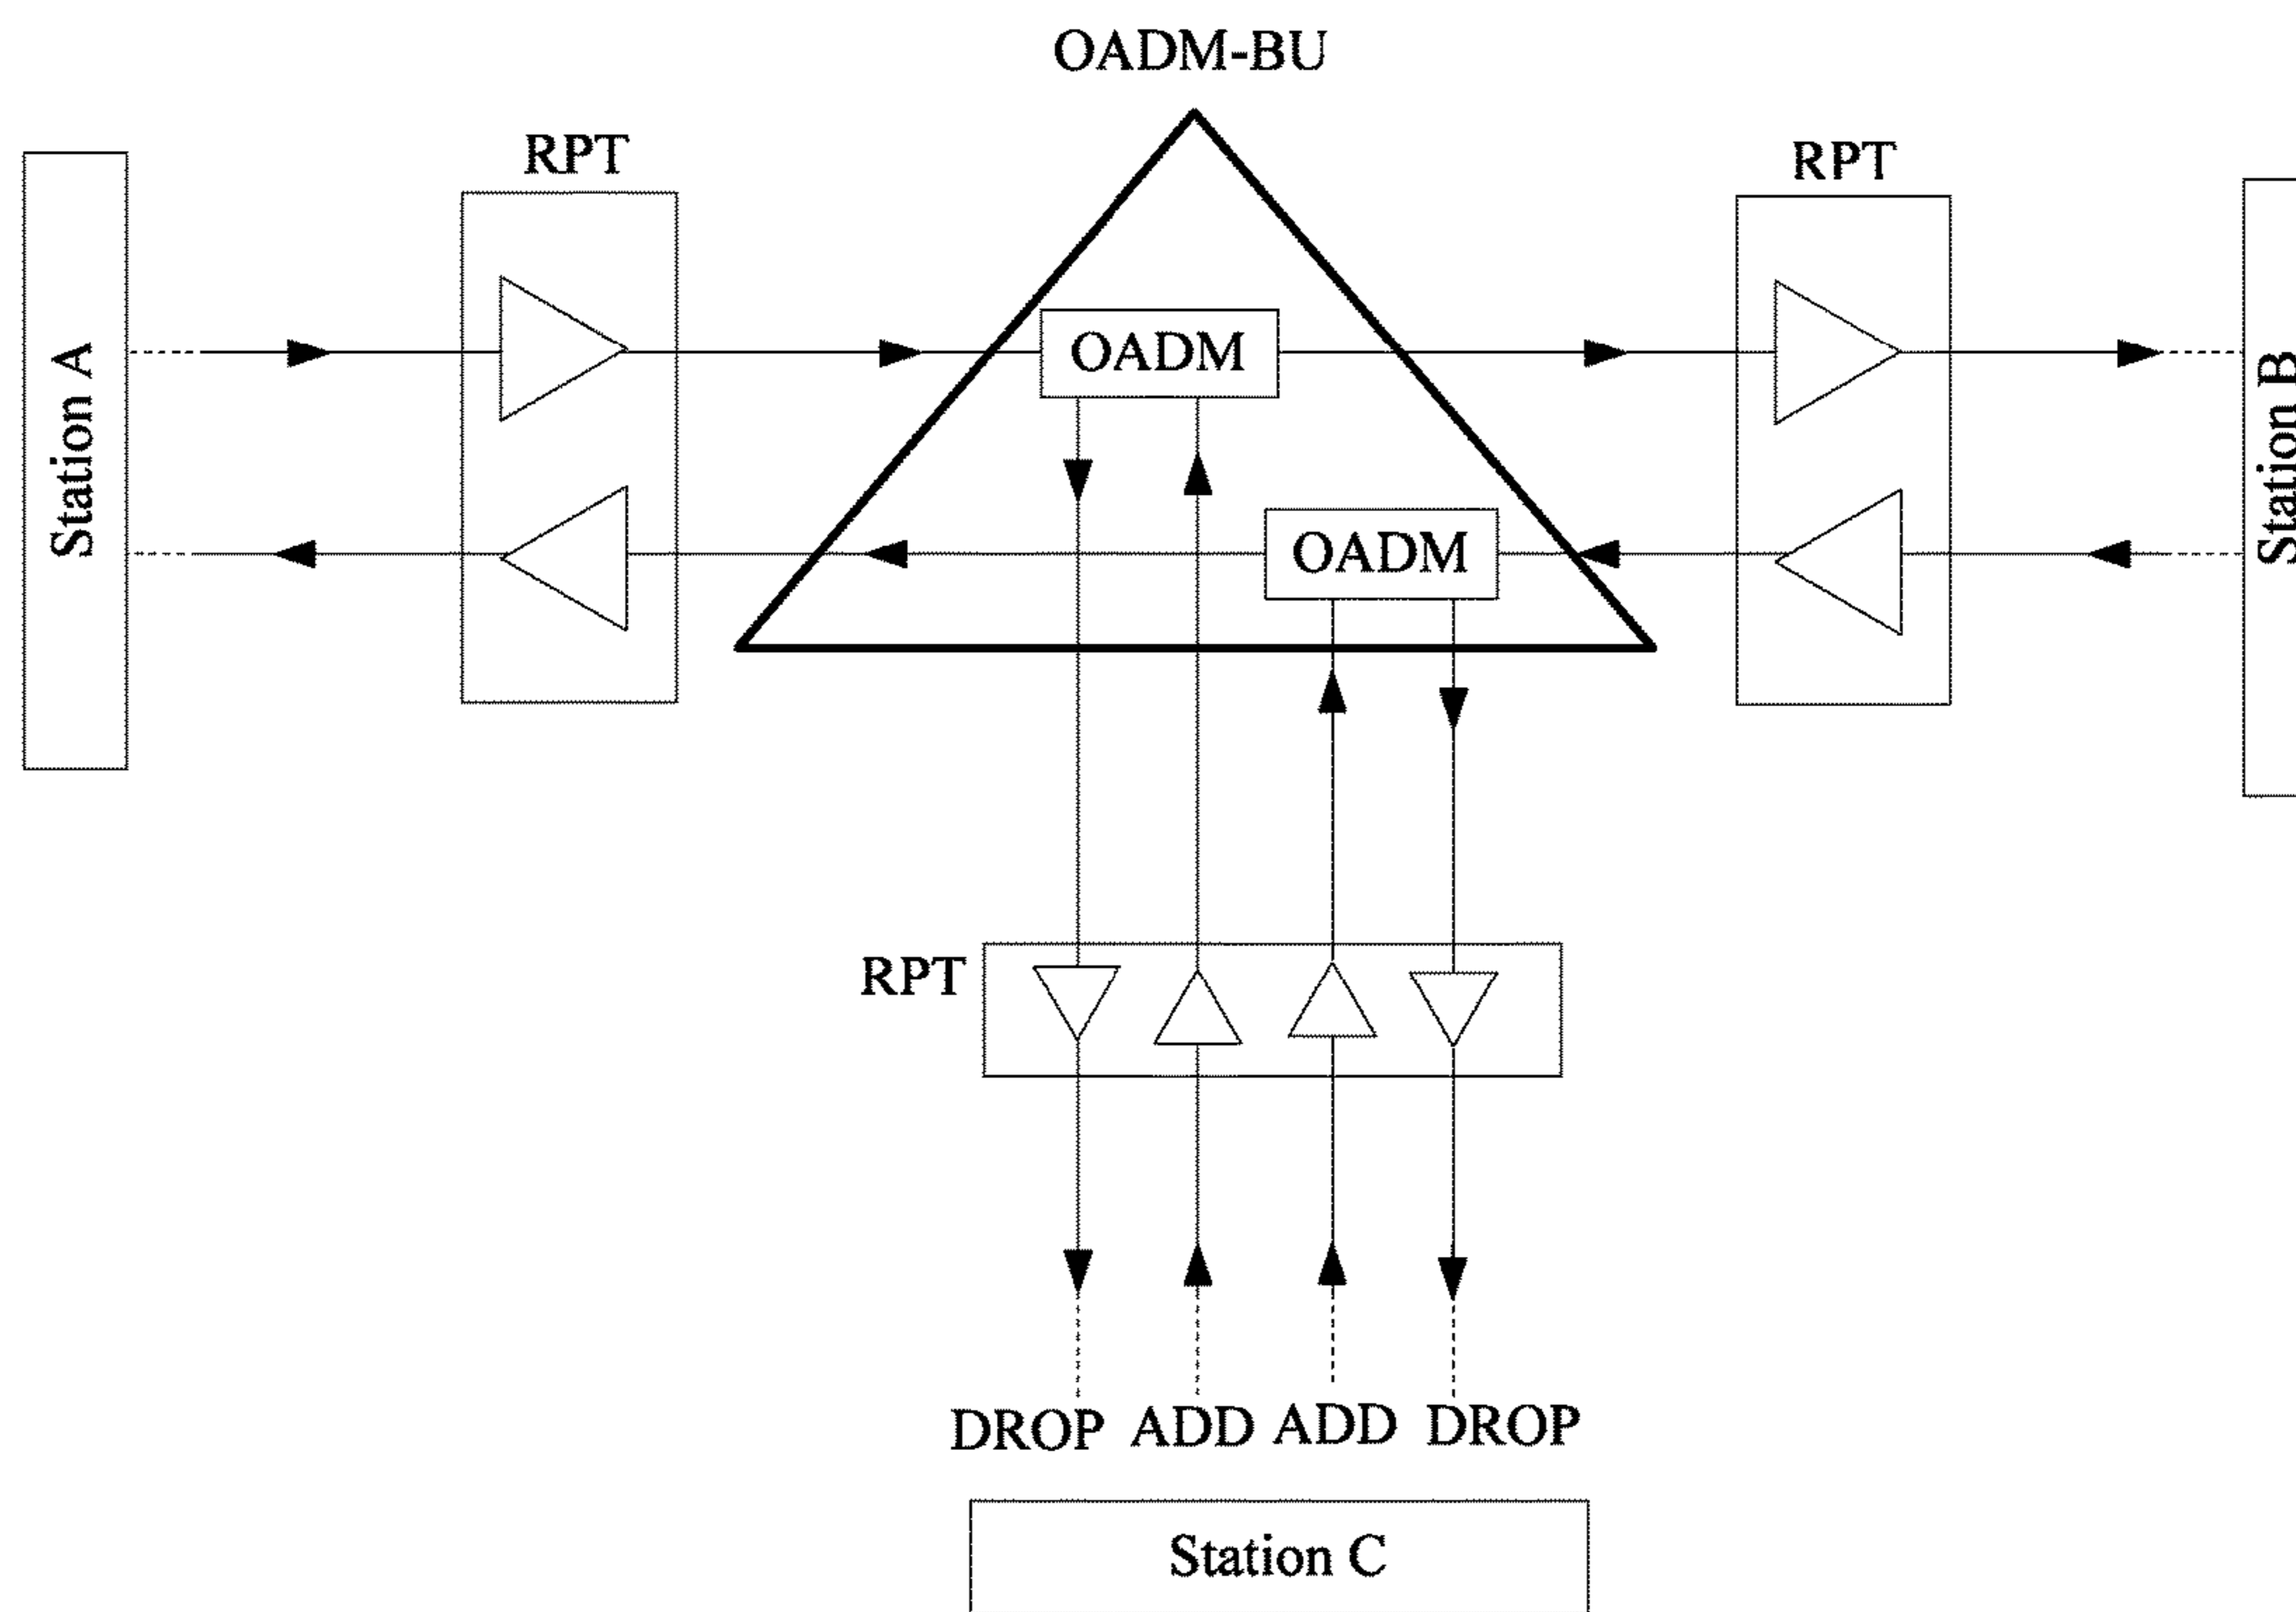 OADM-BU
RPT
RPT
Station A
OADM
OADM
Station B
RPT
DROP ADD ADD DROP
Station C